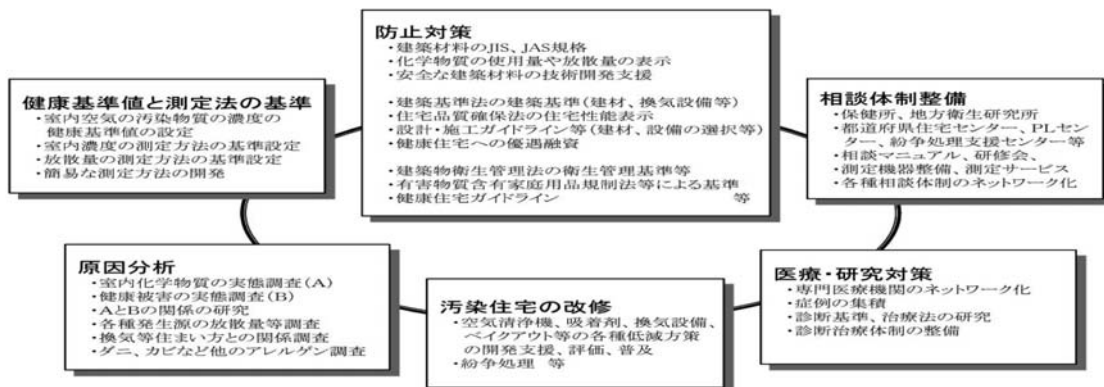 防止対策
・建築材料のJIS、JAS規格
・化学物質の使用量や放散量の表示
・安全な建築材料の技術開発支援
・建築基準法の建築基準(建材、換気設備等)
・住宅品質確保法の住宅性能表示
・設計・施工ガイドライン等(建材、設備の選択等)
・健康住宅への優遇融資
・建築物衛生管理法の衛生管理基準等
・有害物質含有家庭用品規制法等による基準
・健康住宅ガイドライン 等
健康基準値と測定法の基準
・室内空気の汚染物質の濃度の
健康基準値の設定
・室内濃度の測定方法の基準設定
・放散量の測定方法の基準設定
・簡易な測定方法の開発
相談体制整備
・保健所、地方衛生研究所
・都道府県住宅センター、PLセン
ター、紛争処理支援センター等
・相談マニュアル、研修会、
・測定機器整備、測定サービス
・各種相談体制のネットワーク化
原因分析
・室内化学物質の実態調査(A)
・健康被害の実態調査(B)
・AとBの関係の研究
・各種発生源の放散量等調査
・換気等住まい方との関係調査
・ダニ、カビなど他のアレルゲン調査
汚染住宅の改修
・空気清浄機、吸着剤、換気設備、
ベイクアウト等の各種低減方策
の開発支援、評価、普及
・紛争処理 等
医療・研究対策
・専門医療機関のネットワーク化
・症例の集積
・診断基準、治療法の研究
・診断治療体制の整備